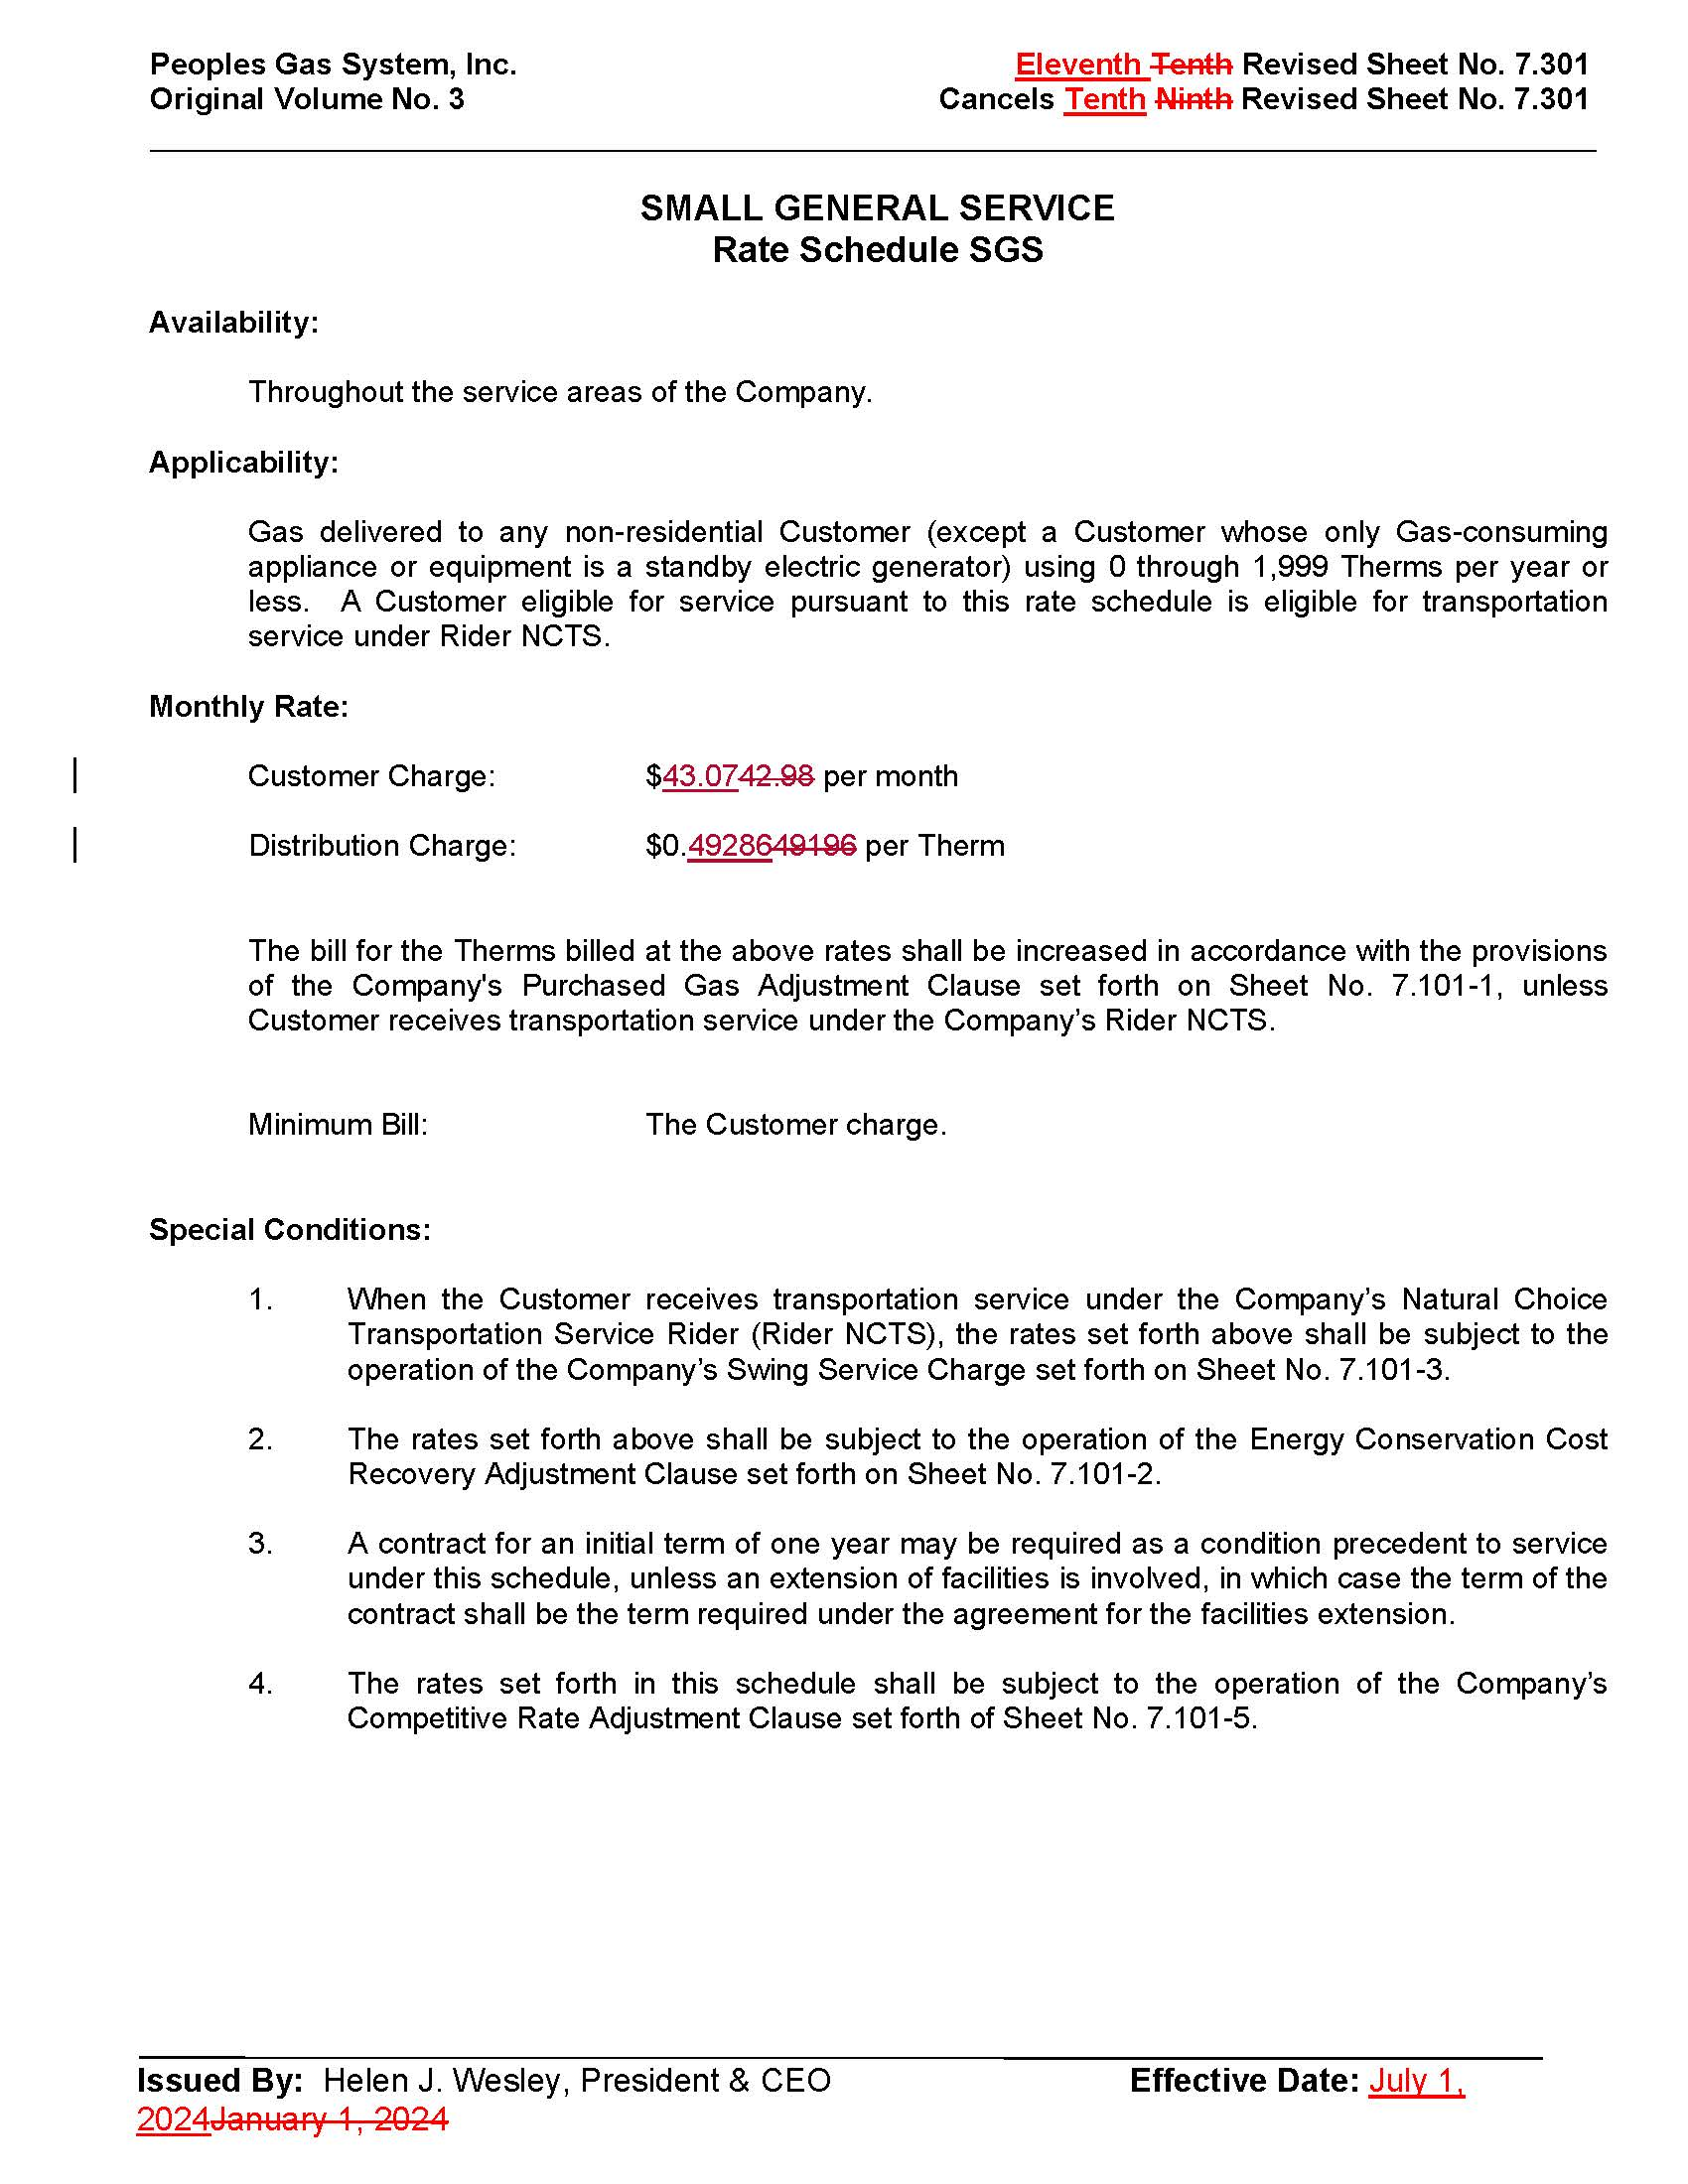 Peoples Gas System, Inc.
Original Volume No. 3
Eleventh Tenth Revised Sheet No. 7.301
Cancels Tenth Ninth Revised Sheet No. 7.301
SMALL GENERAL SERVICE
Rate Schedule SGS
Availability:
Throughout the service areas of the Company.
Applicability:
Gas delivered to any non-residential Customer (except a Customer whose only Gas-consuming
appliance or equipment is a standby electric generator) using 0 through 1,999 Therms per year or
less. A Customer eligible for service pursuant to this rate schedule is eligible for transportation
service under Rider NCTS.
Monthly Rate:
Customer Charge: $43.0742.98 per month
Distribution Charge: $0.4928649196 per Therm
The bill for the Therms billed at the above rates shall be increased in accordance with the provisions
of the Company's Purchased Gas Adjustment Clause set forth on Sheet No. 7.101-1, unless
Customer receives transportation service under the Company’s Rider NCTS.
Minimum Bill: The Customer charge.
Special Conditions:
1. When the Customer receives transportation service under the Company’s Natural Choice
Transportation Service Rider (Rider NCTS), the rates set forth above shall be subject to the
operation of the Company’s Swing Service Charge set forth on Sheet No. 7.101-3.
2. The rates set forth above shall be subject to the operation of the Energy Conservation Cost
Recovery Adjustment Clause set forth on Sheet No. 7.101-2.
3. A contract for an initial term of one year may be required as a condition precedent to service
under this schedule, unless an extension of facilities is involved, in which case the term of the
contract shall be the term required under the agreement for the facilities extension.
4. The rates set forth in this schedule shall be subject to the operation of the Company’s
Competitive Rate Adjustment Clause set forth of Sheet No. 7.101-5.
Issued By: Helen J. Wesley, President & CEO Effective Date: July 1,
2024January 1, 2024